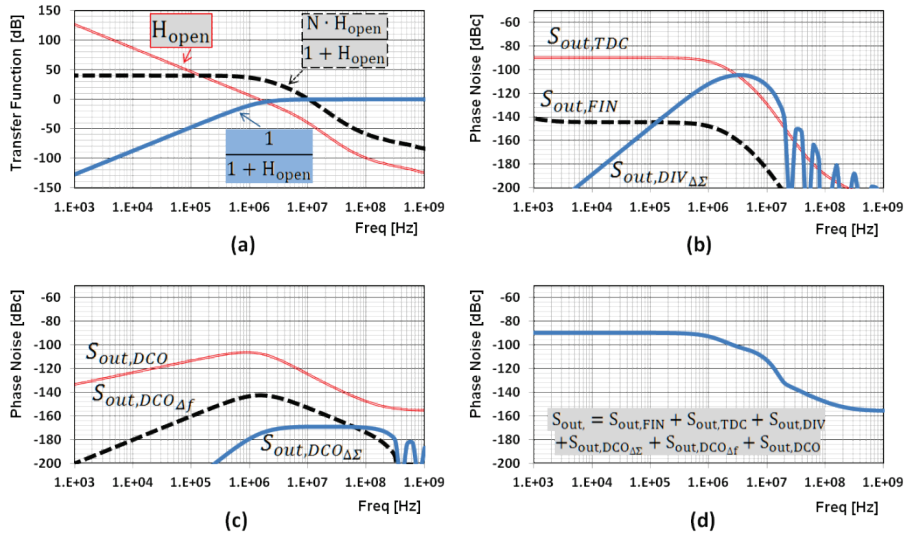 Transfer Function [dB]
150
100
50
0
-50
-100
-150
H_open
N · H_open
1 + H_open
1
1 + H_open
1.E+03 1.E+04 1.E+05 1.E+06 1.E+07 1.E+08 1.E+09
Freq [Hz]
(a)
Phase Noise [dBc]
-60
-80
-100
-120
-140
-160
-180
-200
S_out,TDC
S_out,FIN
S_out,DIV_ΔΣ
1.E+03 1.E+04 1.E+05 1.E+06 1.E+07 1.E+08 1.E+09
Freq [Hz]
(b)
Phase Noise [dBc]
-60
-80
-100
-120
-140
-160
-180
-200
S_out,DCO
S_out,DCO_Δf
S_out,DCO_ΔΣ
1.E+03 1.E+04 1.E+05 1.E+06 1.E+07 1.E+08 1.E+09
Freq [Hz]
(c)
Phase Noise [dBc]
-60
-80
-100
-120
-140
-160
-180
-200
S_out, = S_out,FIN + S_out,TDC + S_out,DIV
+S_out,DCO_ΔΣ + S_out,DCO_Δf + S_out,DCO
1.E+03 1.E+04 1.E+05 1.E+06 1.E+07 1.E+08 1.E+09
Freq [Hz]
(d)